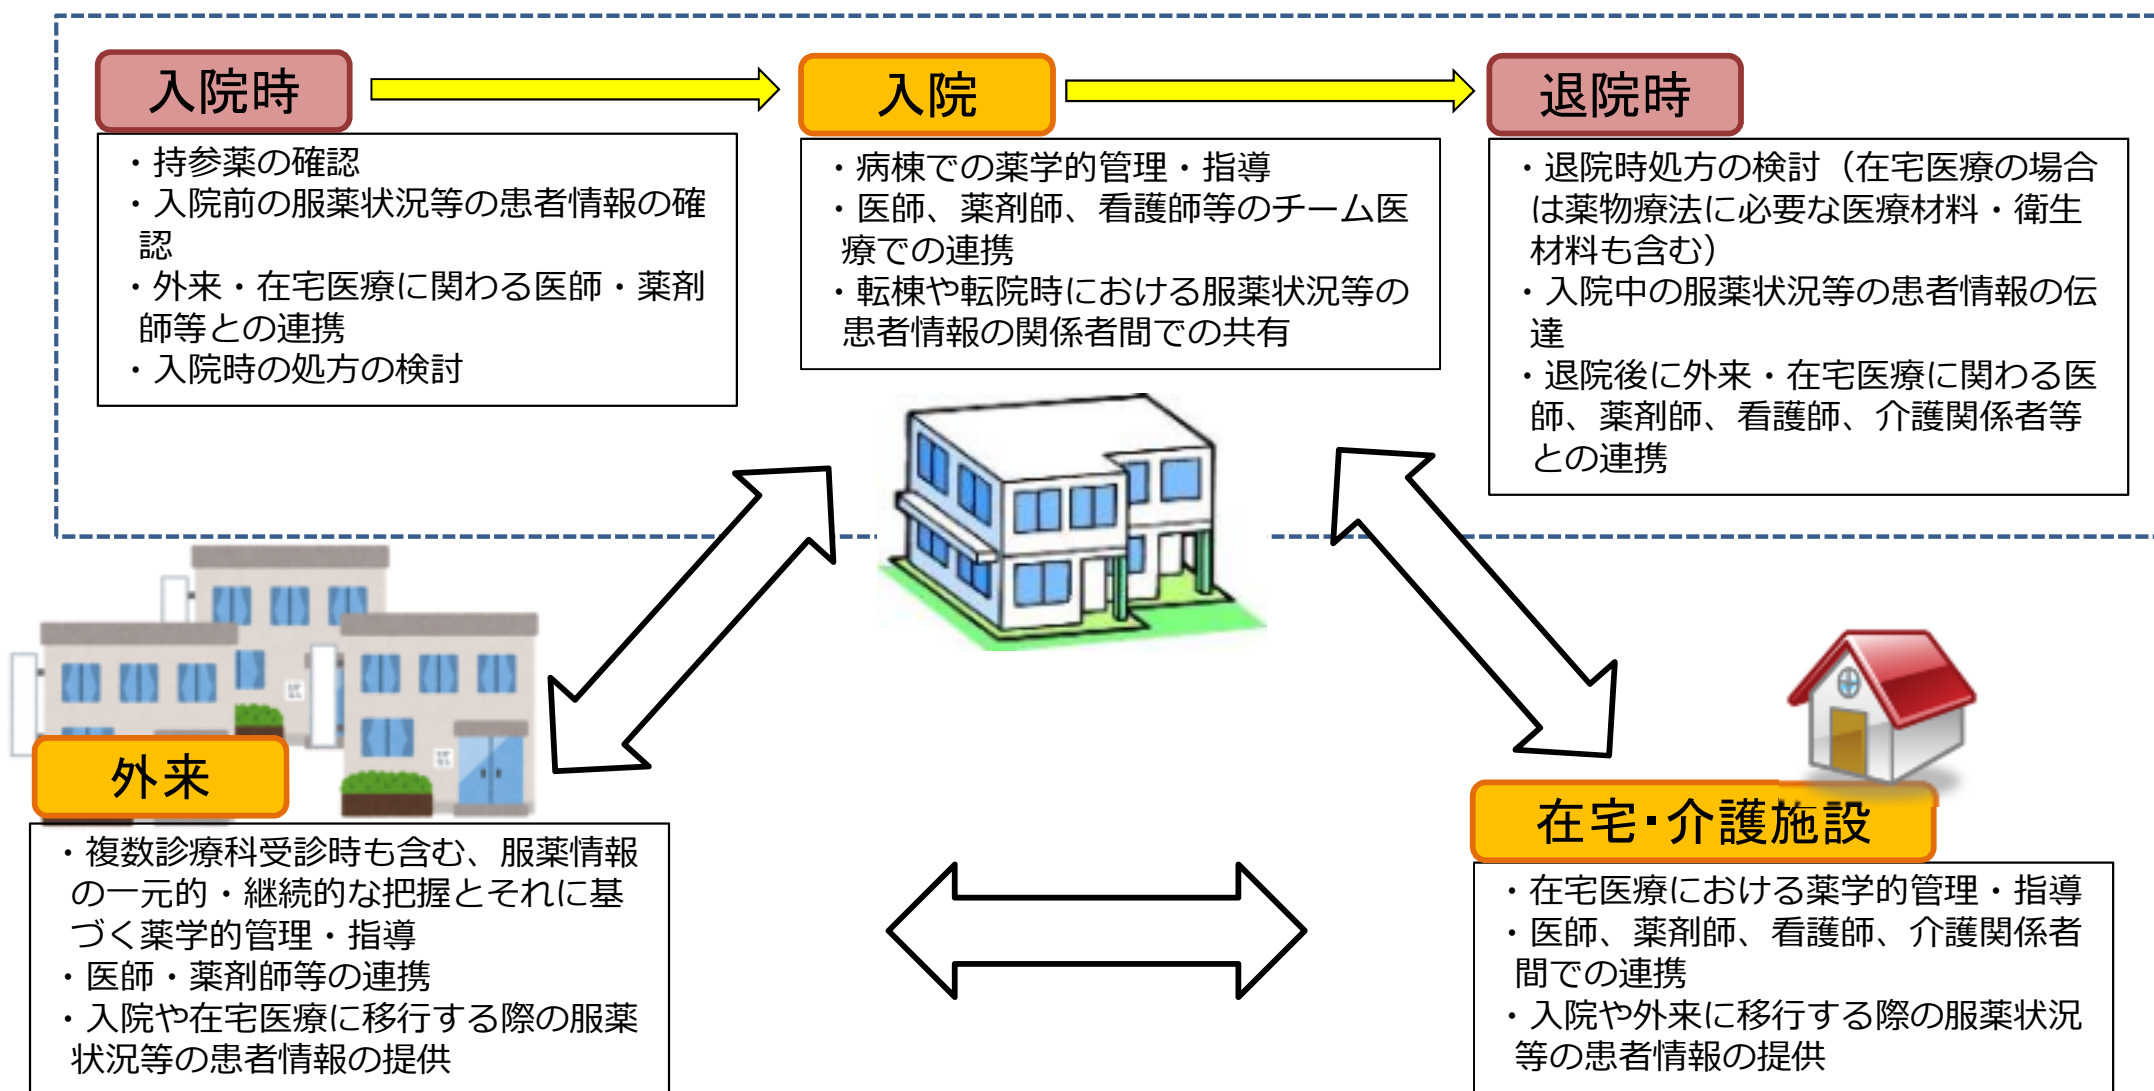 入院時
・持参薬の確認
・入院前の服薬状況等の患者情報の確
認
・外来・在宅医療に関わる医師・薬剤
師等との連携
・入院時の処方の検討
入院
・病棟での薬学的管理・指導
・医師、薬剤師、看護師等のチーム医
療での連携
・転棟や転院時における服薬状況等の
患者情報の関係者間での共有
退院時
・退院時処方の検討（在宅医療の場合
は薬物療法に必要な医療材料・衛生
材料も含む）
・入院中の服薬状況等の患者情報の伝
達
・退院後に外来・在宅医療に関わる医
師、薬剤師、看護師、介護関係者等
との連携
外来
・複数診療科受診時も含む、服薬情報
の一元的・継続的な把握とそれに基
づく薬学的管理・指導
・医師・薬剤師等の連携
・入院や在宅医療に移行する際の服薬
状況等の患者情報の提供
在宅・介護施設
・在宅医療における薬学的管理・指導
・医師、薬剤師、看護師、介護関係者
間での連携
・入院や外来に移行する際の服薬状況
等の患者情報の提供